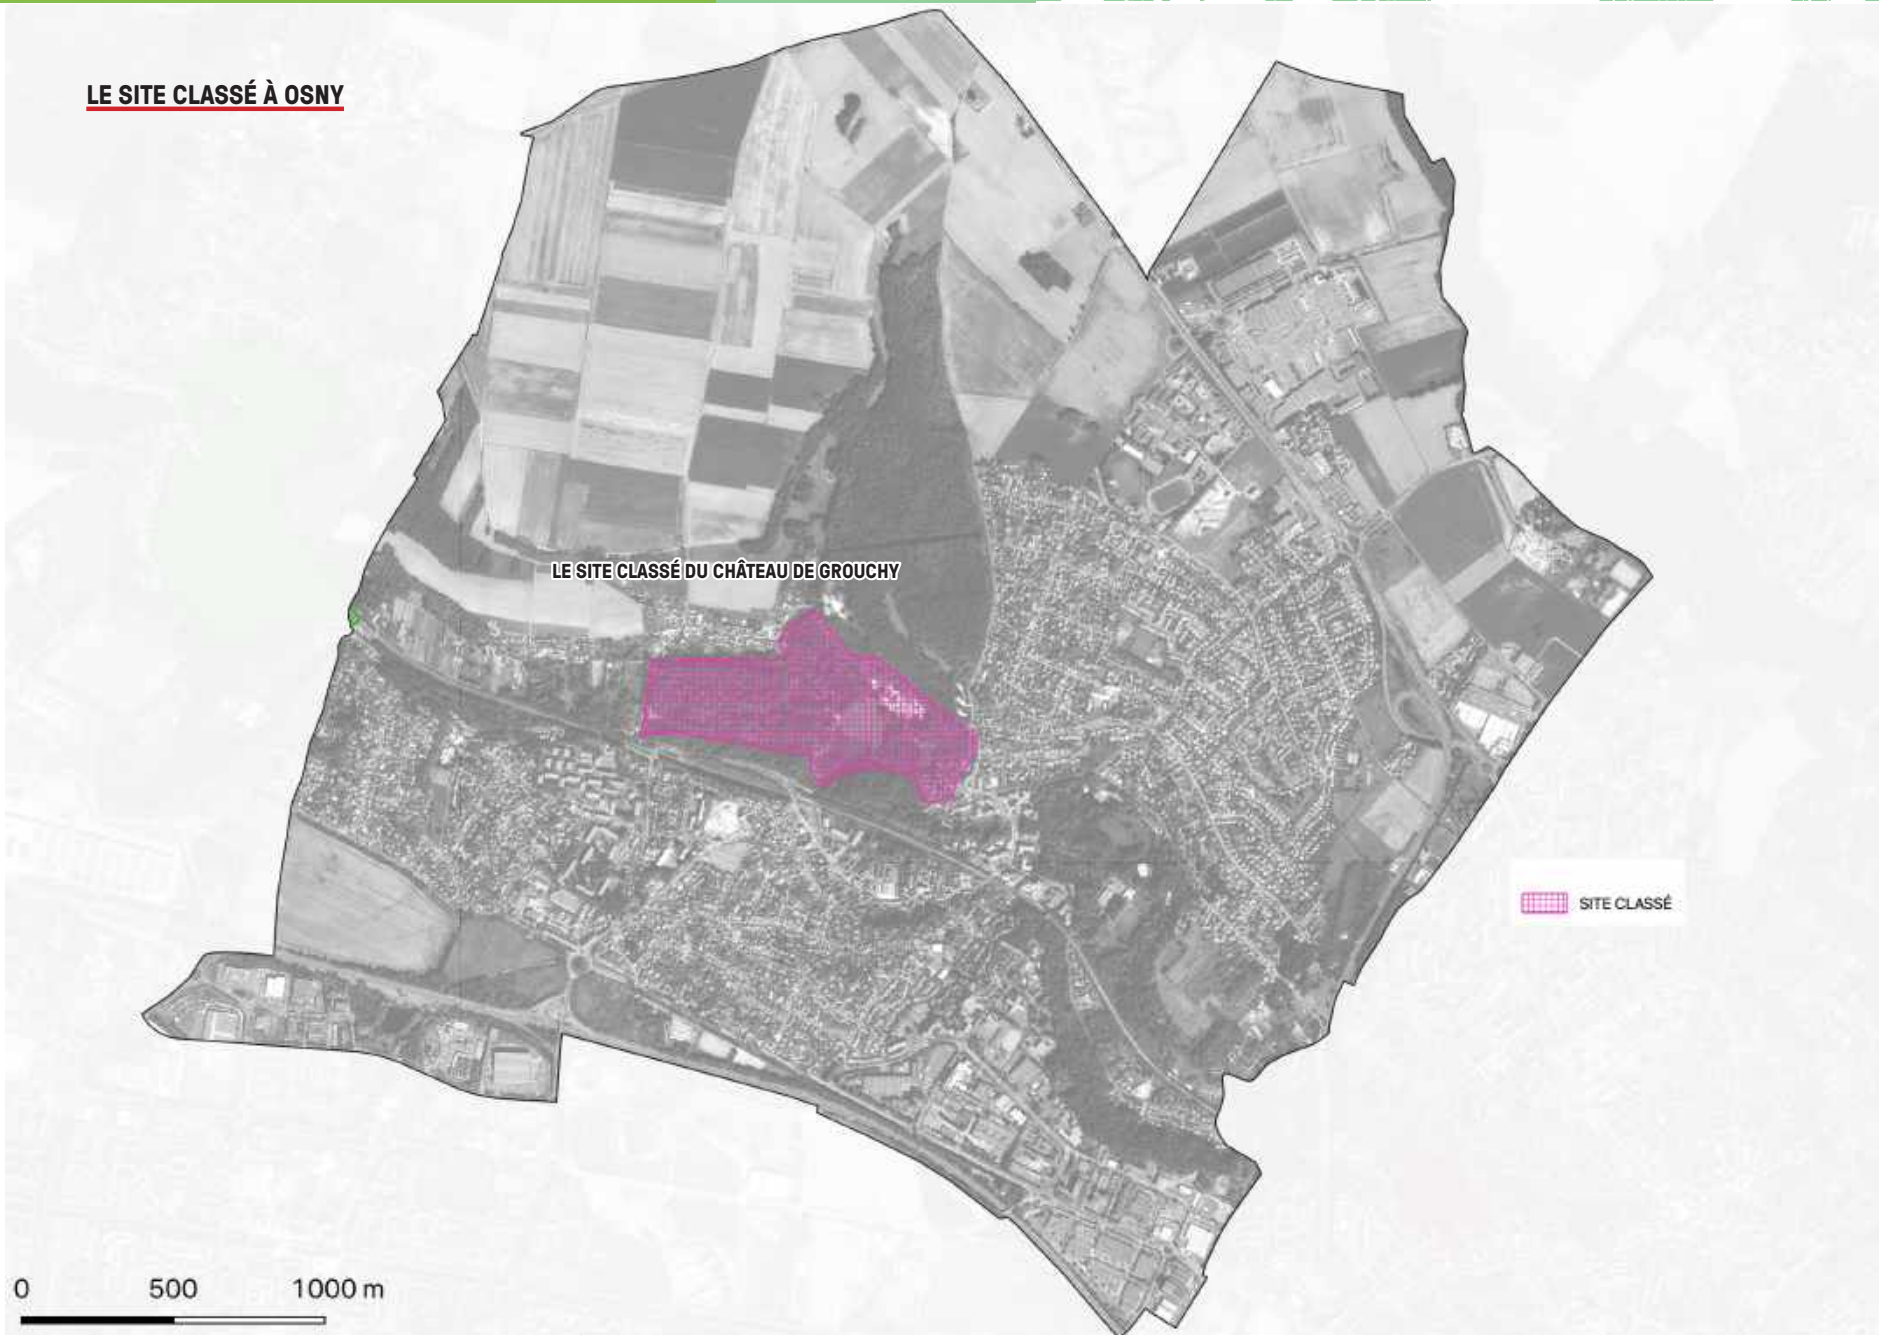 LE SITE CLASSÉ À OSNY
LE SITE CLASSÉ DU CHÂTEAU DE GROUCHY
SITE CLASSÉ
0 500 1000 m